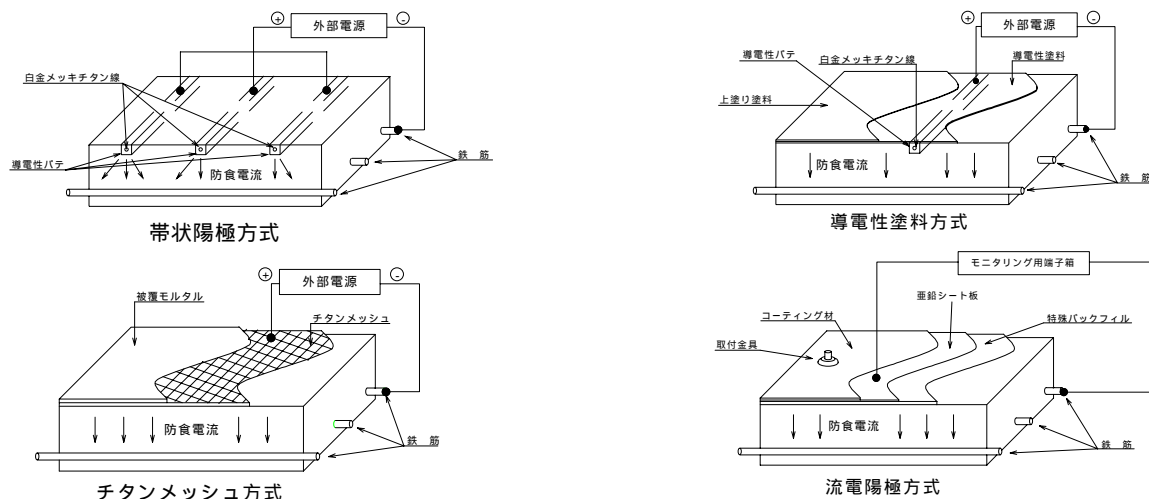 ⊕ 外部電源 ⊖
白金メッキチタン線
導電性パテ
防食電流
鉄 筋
帯状陽極方式
⊕ 外部電源 ⊖
導電性パテ
白金メッキチタン線
導電性塗料
上塗り塗料
防食電流
鉄 筋
導電性塗料方式
⊕ 外部電源 ⊖
被覆モルタル
チタンメッシュ
防食電流
鉄 筋
チタンメッシュ方式
モニタリング用端子箱
亜鉛シート板
コーティング材
特殊バックフィル
取付金具
防食電流
鉄 筋
流電陽極方式